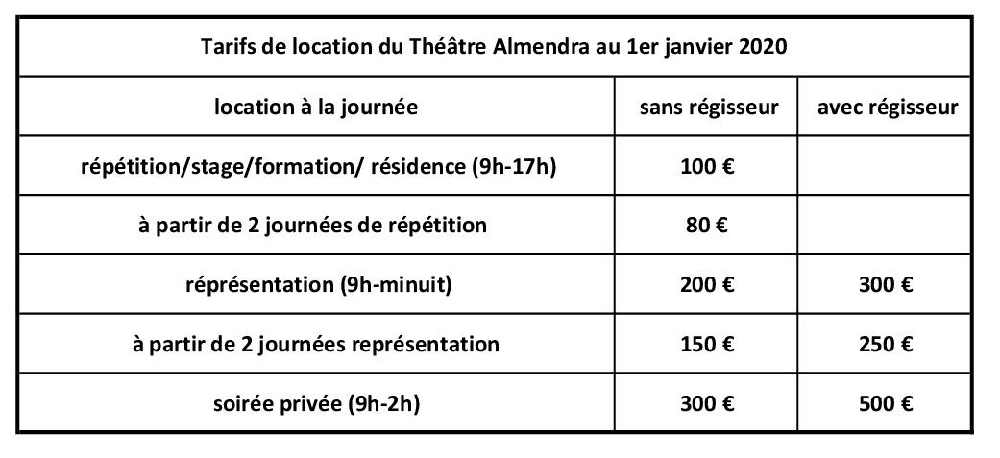 Tarifs de location du Théâtre Almendra au 1er janvier 2020
location à la journée sans régisseur avec régisseur
répétition/stage/formation/ résidence (9h-17h) 100 €
à partir de 2 journées de répétition 80 €
réprésentation (9h-minuit) 200 € 300 €
à partir de 2 journées représentation 150 € 250 €
soirée privée (9h-2h) 300 € 500 €